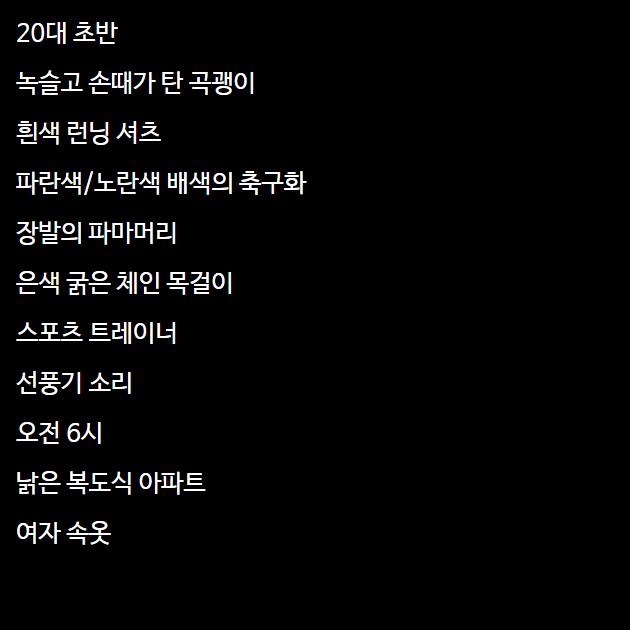 20대 초반
녹슬고 손때가 탄 곡괭이
흰색 런닝 셔츠
파란색/노란색 배색의 축구화
장발의 파마머리
은색 굵은 체인 목걸이
스포츠 트레이너
선풍기 소리
오전 6시
낡은 복도식 아파트
여자 속옷